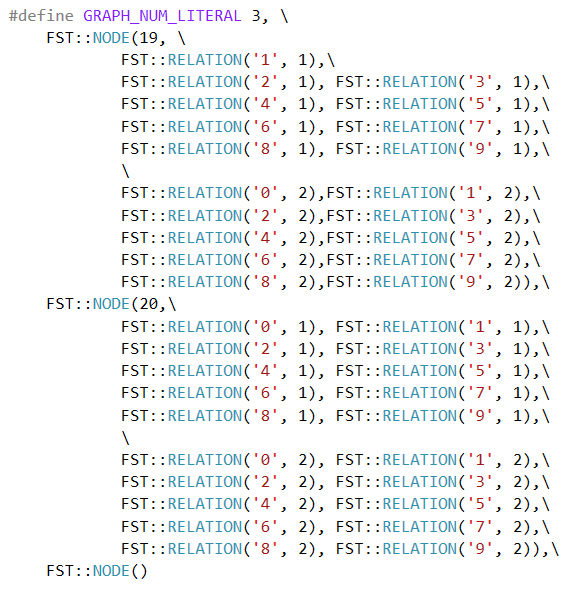 #define GRAPH_NUM_LITERAL 3, \
FST::NODE(19, \
FST::RELATION('1', 1),\
FST::RELATION('2', 1), FST::RELATION('3', 1),\
FST::RELATION('4', 1), FST::RELATION('5', 1),\
FST::RELATION('6', 1), FST::RELATION('7', 1),\
FST::RELATION('8', 1), FST::RELATION('9', 1),\
\
FST::RELATION('0', 2),FST::RELATION('1', 2),\
FST::RELATION('2', 2),FST::RELATION('3', 2),\
FST::RELATION('4', 2),FST::RELATION('5', 2),\
FST::RELATION('6', 2),FST::RELATION('7', 2),\
FST::RELATION('8', 2),FST::RELATION('9', 2)),\
FST::NODE(20,\
FST::RELATION('0', 1), FST::RELATION('1', 1),\
FST::RELATION('2', 1), FST::RELATION('3', 1),\
FST::RELATION('4', 1), FST::RELATION('5', 1),\
FST::RELATION('6', 1), FST::RELATION('7', 1),\
FST::RELATION('8', 1), FST::RELATION('9', 1),\
\
FST::RELATION('0', 2), FST::RELATION('1', 2),\
FST::RELATION('2', 2), FST::RELATION('3', 2),\
FST::RELATION('4', 2), FST::RELATION('5', 2),\
FST::RELATION('6', 2), FST::RELATION('7', 2),\
FST::RELATION('8', 2), FST::RELATION('9', 2)),\
FST::NODE()